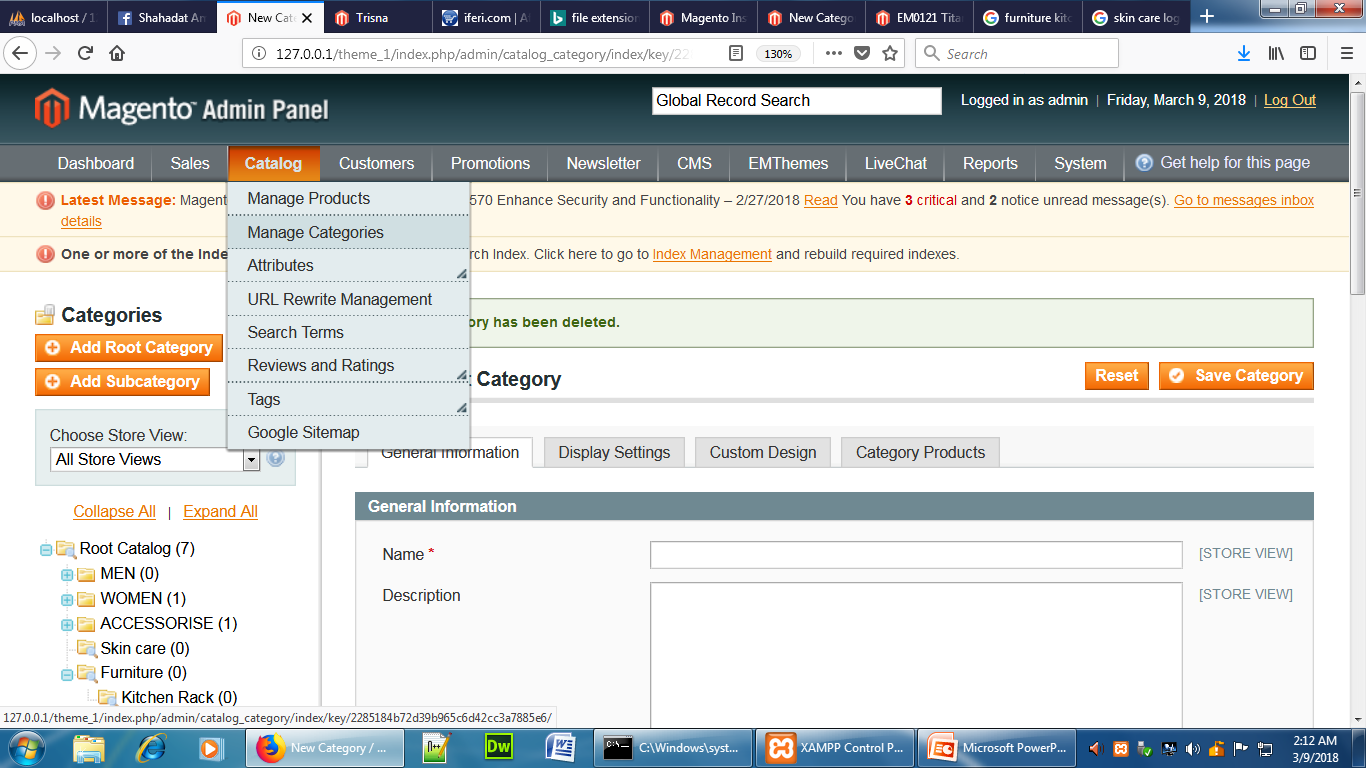 localhost / 1
Shahadat An
New Cate
Trisna
iferi.com | A
file extension
Magento Ins
New Catego
EM0121 Tita
furniture kitc
skin care log
127.0.0.1/theme_1/index.php/admin/catalog_category/index/key/22
130%
Search
Magento Admin Panel
Global Record Search
Logged in as admin | Friday, March 9, 2018 | Log Out
Dashboard Sales Catalog Customers Promotions Newsletter CMS EMThemes LiveChat Reports System Get help for this page
Latest Message: Magent 570 Enhance Security and Functionality – 2/27/2018 Read You have 3 critical and 2 notice unread message(s). Go to messages inbox
details
One or more of the Inde rch Index. Click here to go to Index Management and rebuild required indexes.
Manage Products
Manage Categories
Attributes
URL Rewrite Management
Search Terms
Reviews and Ratings
Tags
Google Sitemap
Categories
Add Root Category
Add Subcategory
Choose Store View:
All Store Views
Collapse All | Expand All
Root Catalog (7)
MEN (0)
WOMEN (1)
ACCESSORISE (1)
Skin care (0)
Furniture (0)
Kitchen Rack (0)
ory has been deleted.
Category
Reset
Save Category
General Information
Display Settings
Custom Design
Category Products
General Information
Name *
[STORE VIEW]
Description
[STORE VIEW]
127.0.0.1/theme_1/index.php/admin/catalog_category/index/key/2285184b72d39b965c6d42cc3a7885e6/
New Category / ...
Dw
C:\Windows\syst...
XAMPP Control P...
Microsoft PowerP...
2:12 AM
3/9/2018